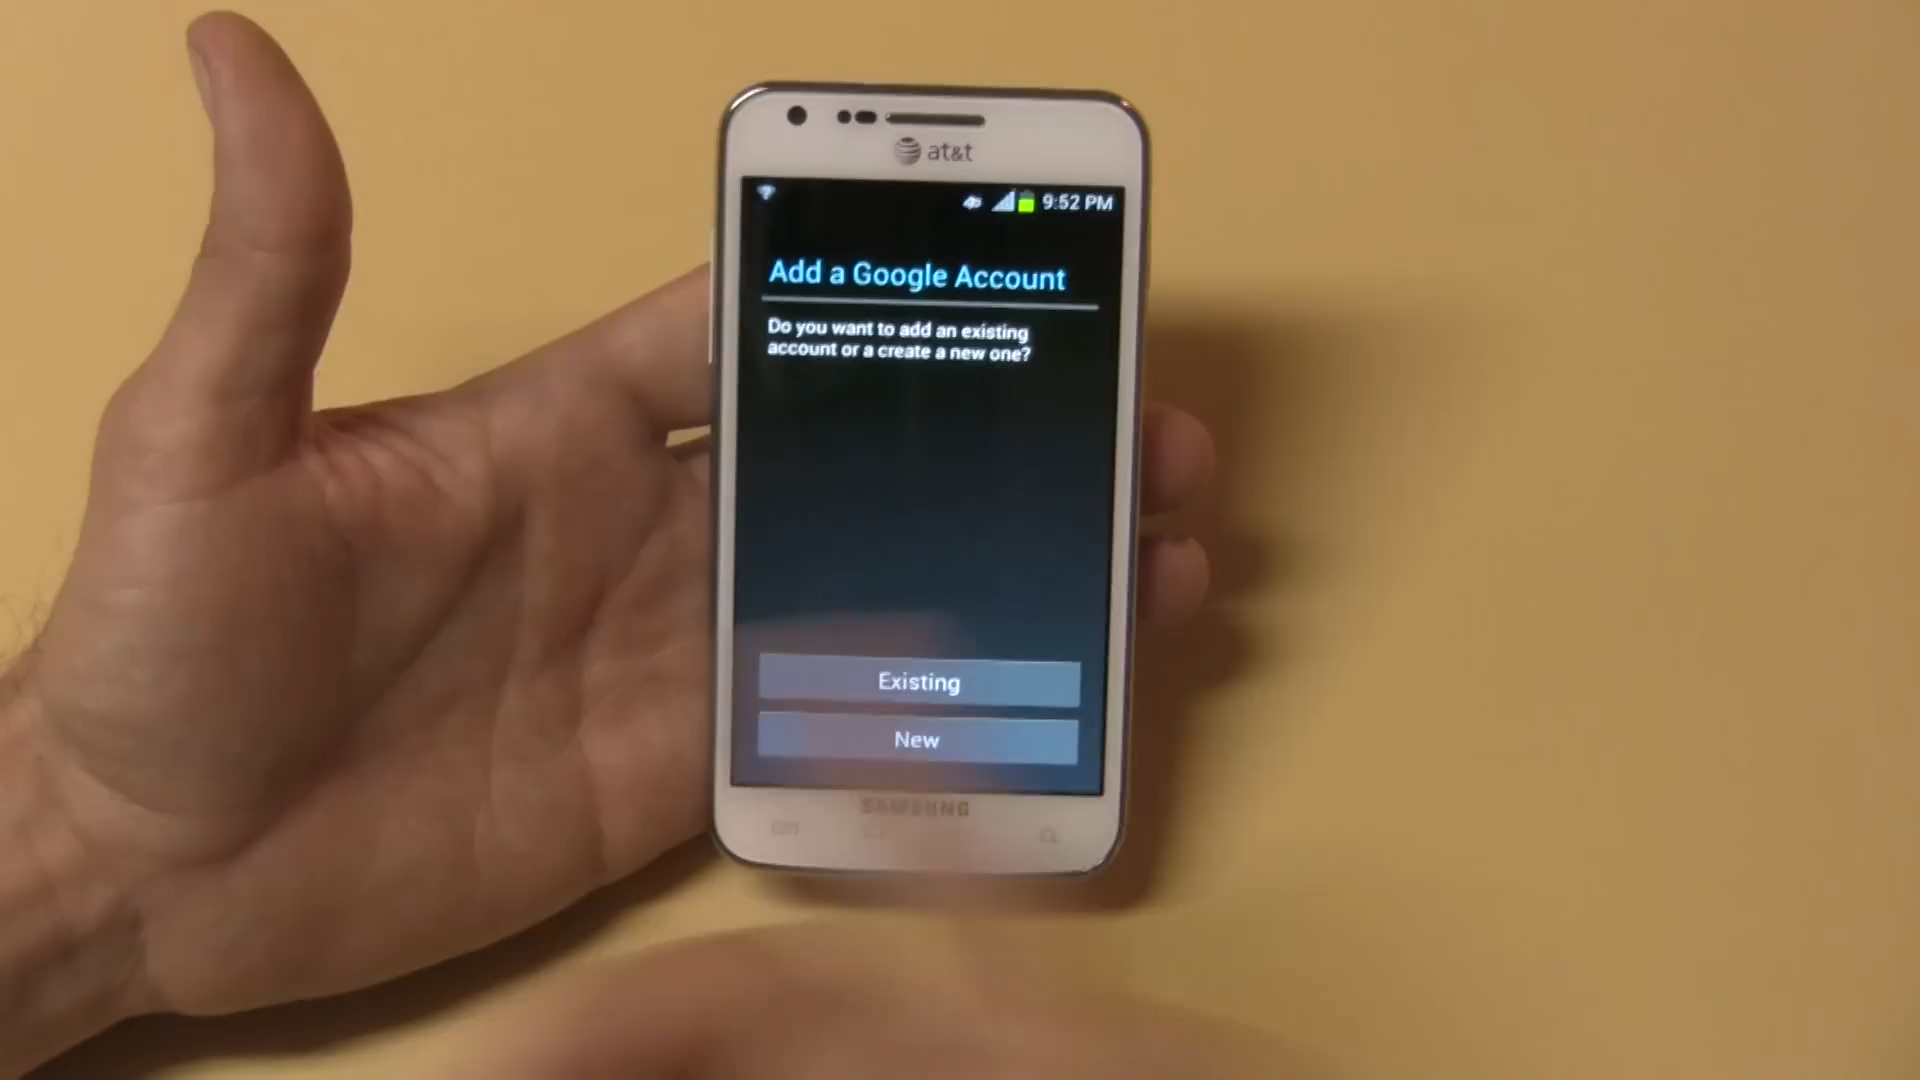 at&t
9:52 PM
Add a Google Account
Do you want to add an existing
account or a create a new one?
Existing
New
SAMSUNG